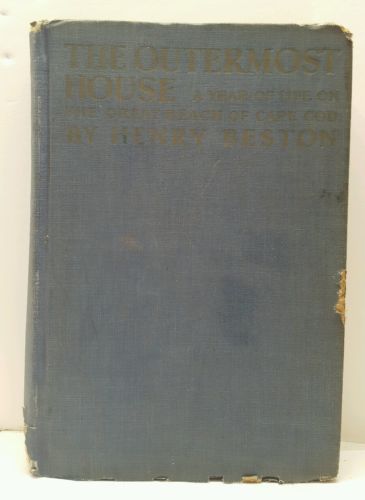 THE OUTERMOST
HOUSE A YEAR OF LIFE ON
THE GREAT BEACH OF CAPE COD
BY HENRY BESTON